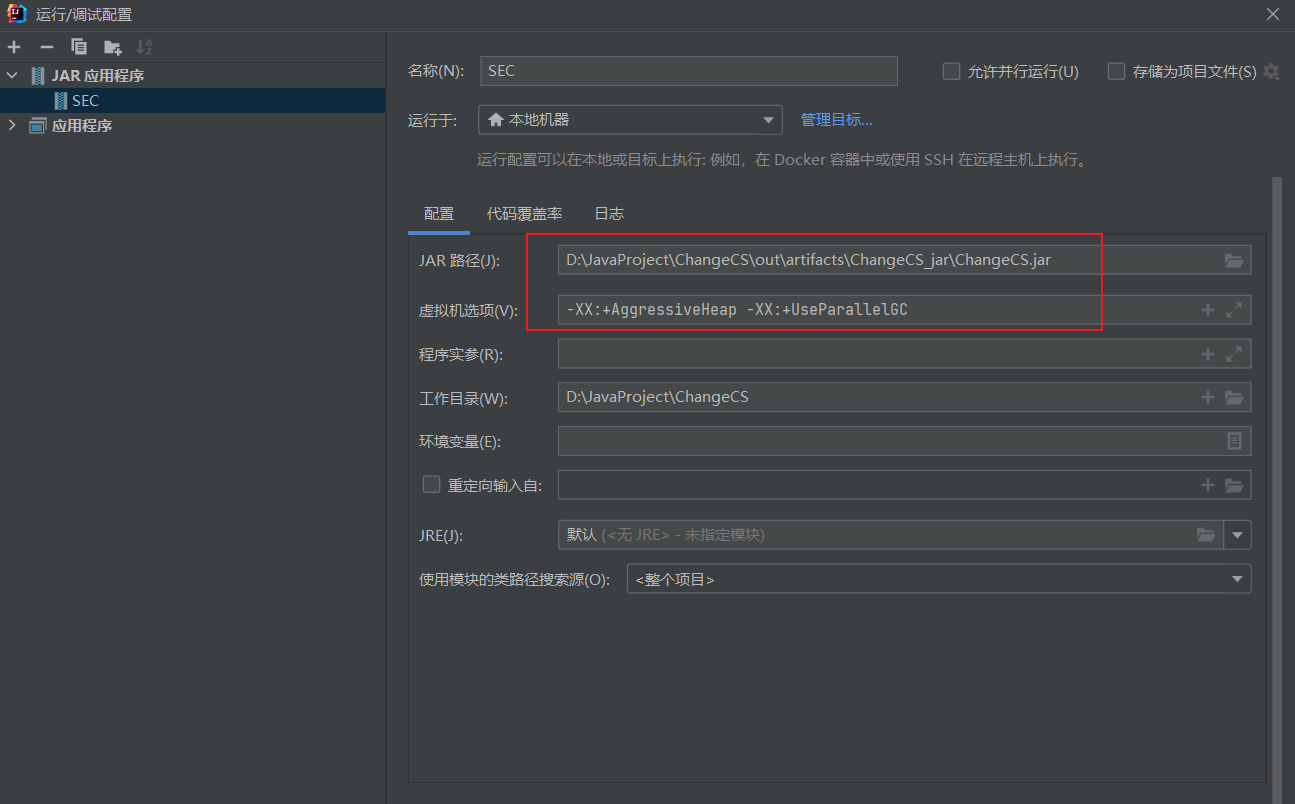 运行/调试配置
JAR 应用程序
SEC
应用程序
名称(N): SEC 允许并行运行(U) 存储为项目文件(S)
运行于: 本地机器 管理目标...
运行配置可以在本地或目标上执行: 例如，在 Docker 容器中或使用 SSH 在远程主机上执行。
配置 代码覆盖率 日志
JAR 路径(J): D:\JavaProject\ChangeCS\out\artifacts\ChangeCS_jar\ChangeCS.jar
虚拟机选项(V): -XX:+AggressiveHeap -XX:+UseParallelGC
程序实参(R):
工作目录(W): D:\JavaProject\ChangeCS
环境变量(E):
重定向输入自:
JRE(J): 默认 (<无 JRE> - 未指定模块)
使用模块的类路径搜索源(O): <整个项目>